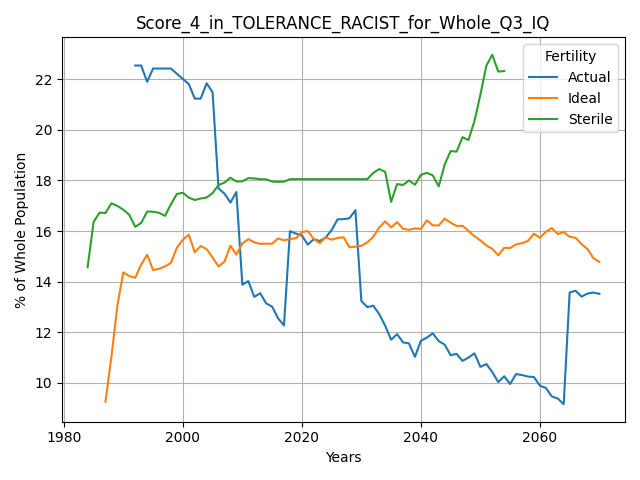 Score_4_in_TOLERANCE_RACIST_for_Whole_Q3_IQ
Fertility
Actual
Ideal
Sterile
% of Whole Population
22
20
18
16
14
12
10
1980
2000
2020
2040
2060
Years